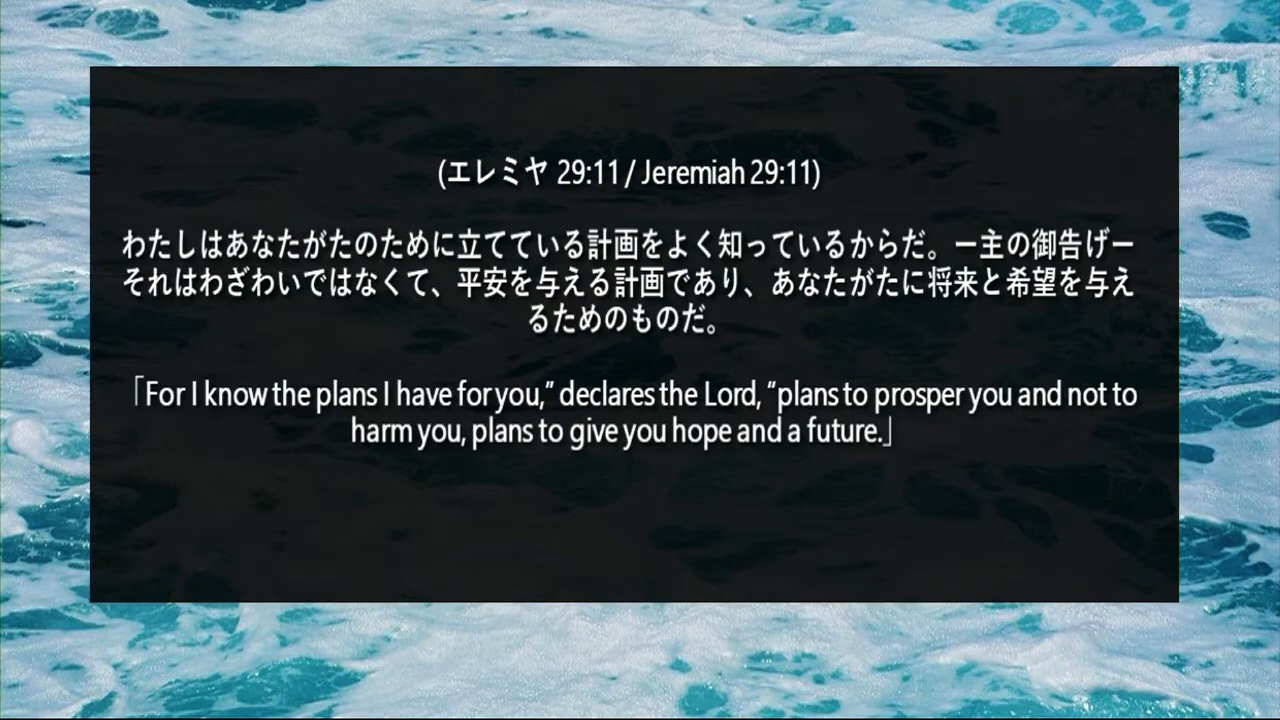 (エレミヤ 29:11 / Jeremiah 29:11)
わたしはあなたがたのために立てている計画をよく知っているからだ。ー主の御告げー
それはわざわいではなくて、平安を与える計画であり、あなたがたに将来と希望を与え
るためのものだ。
「For I know the plans I have for you,” declares the Lord, “plans to prosper you and not to
harm you, plans to give you hope and a future.」